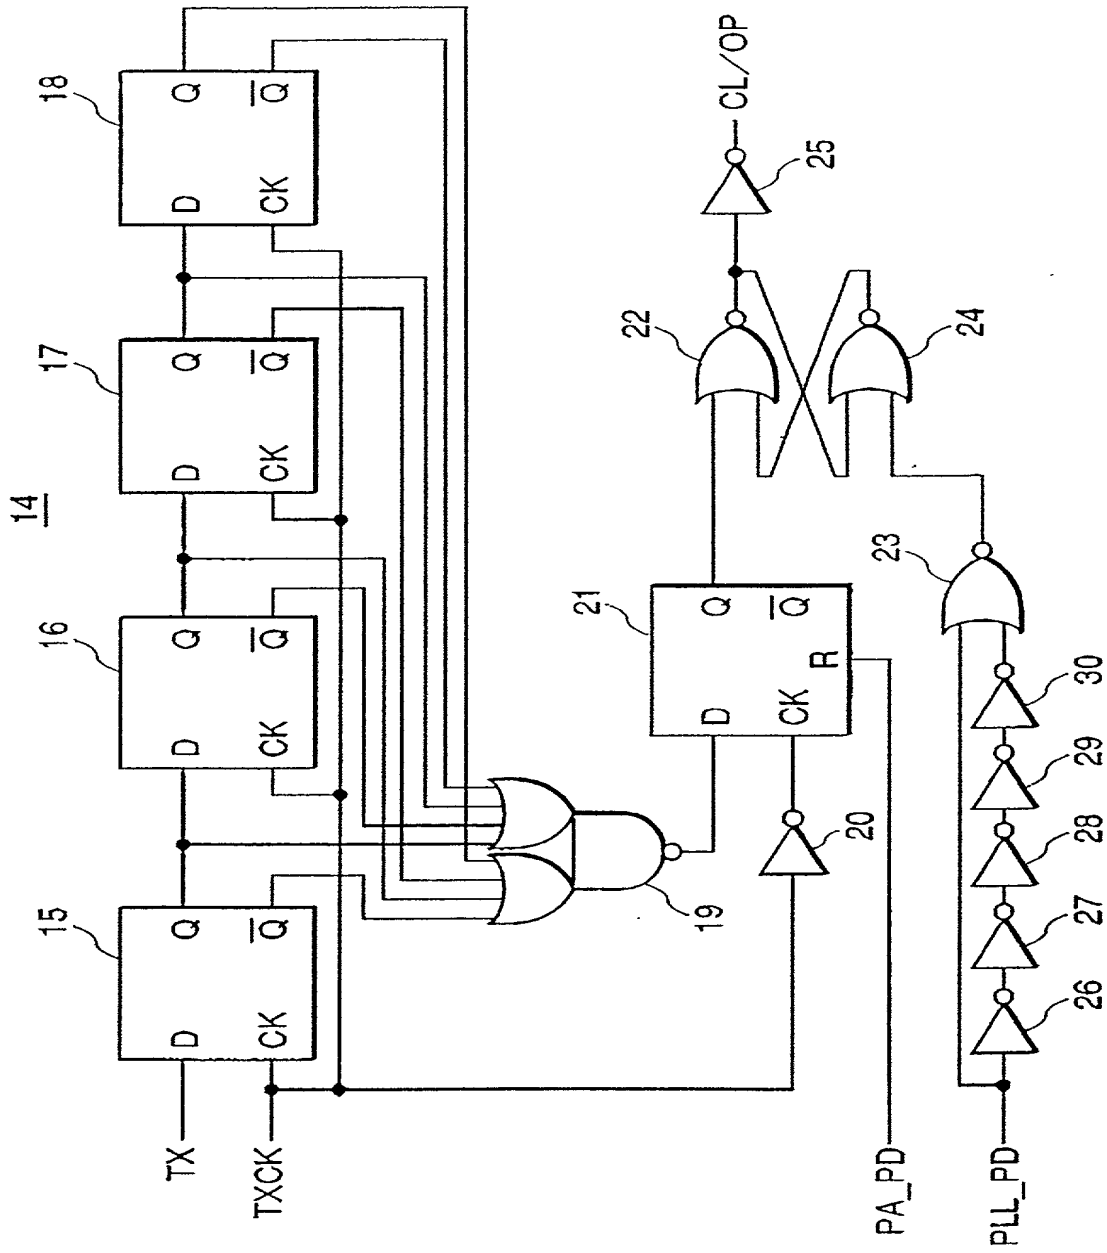 14
15
D
Q
CK
Q
16
D
Q
CK
Q
17
D
Q
CK
Q
18
D
Q
CK
Q
TX
TXCK
19
20
21
D
Q
CK
Q
R
22
24
25
CL/OP
PA_PD
23
PLL_PD
26
27
28
29
30